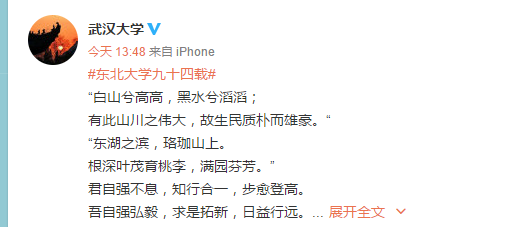 武汉大学
今天 13:48 来自 iPhone
#东北大学九十四载#
“白山兮高高，黑水兮滔滔；
有此山川之伟大，故生民质朴而雄豪。“
“东湖之滨，珞珈山上。
根深叶茂育桃李，满园芬芳。”
君自强不息，知行合一，步愈登高。
吾自强弘毅，求是拓新，日益行远。... 展开全文